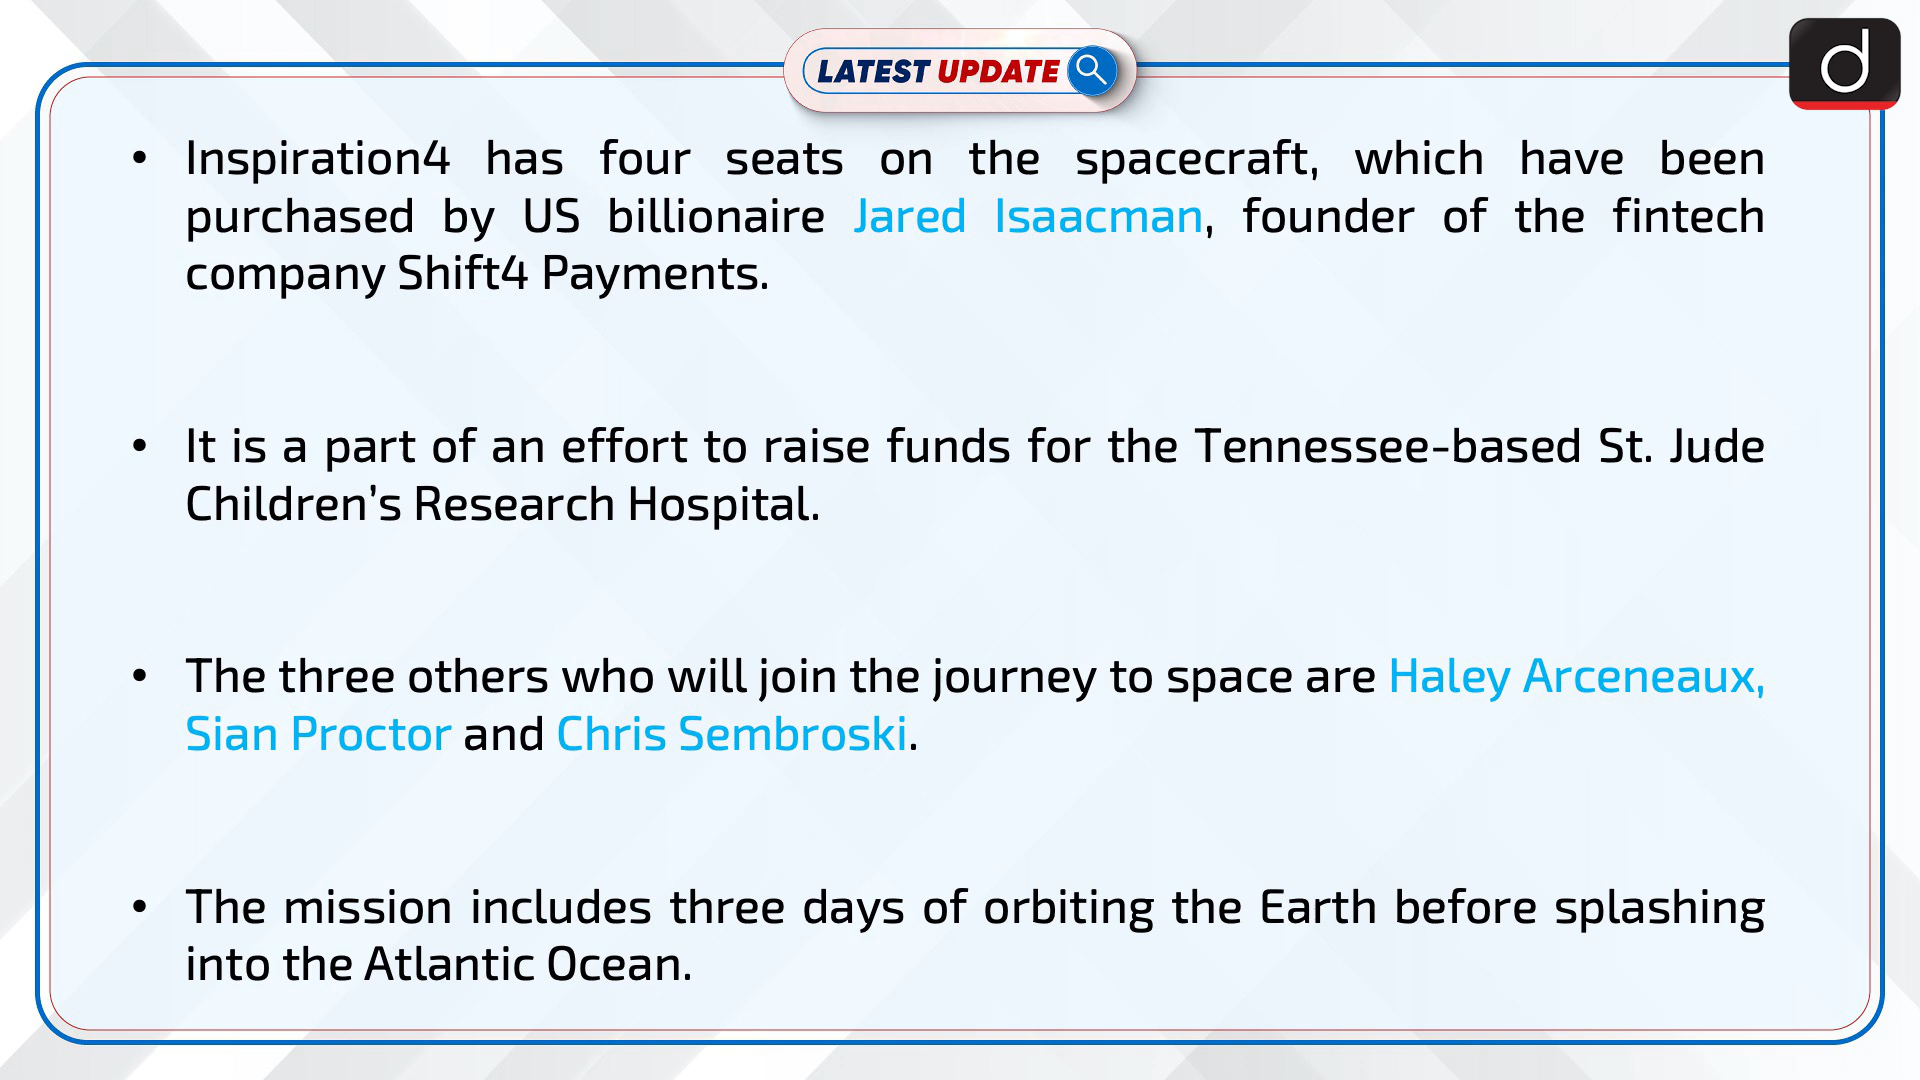 LATEST UPDATE
d
• Inspiration4 has four seats on the spacecraft, which have been
purchased by US billionaire Jared Isaacman, founder of the fintech
company Shift4 Payments.
• It is a part of an effort to raise funds for the Tennessee-based St. Jude
Children’s Research Hospital.
• The three others who will join the journey to space are Haley Arceneaux,
Sian Proctor and Chris Sembroski.
• The mission includes three days of orbiting the Earth before splashing
into the Atlantic Ocean.